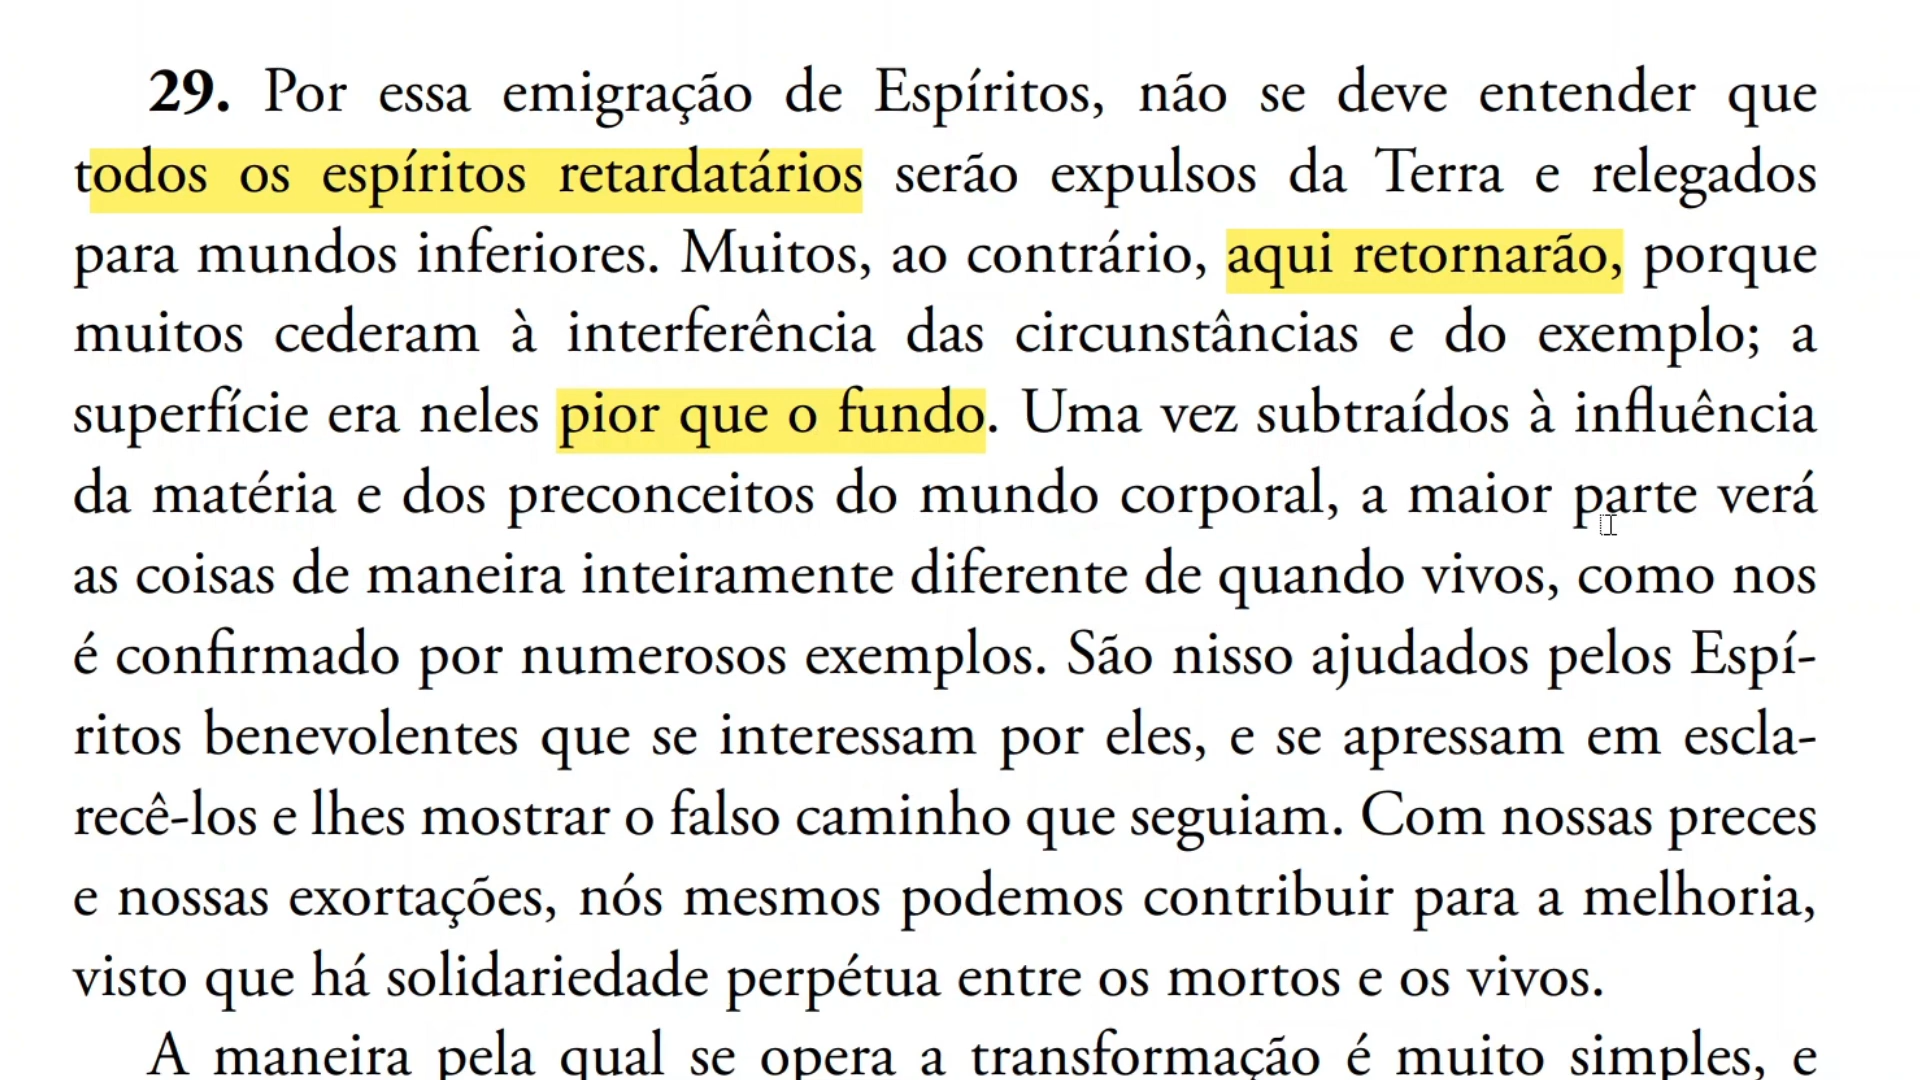 29. Por essa emigração de Espíritos, não se deve entender que
todos os espíritos retardatários serão expulsos da Terra e relegados
para mundos inferiores. Muitos, ao contrário, aqui retornarão, porque
muitos cederam à interferência das circunstâncias e do exemplo; a
superfície era neles pior que o fundo. Uma vez subtraídos à influência
da matéria e dos preconceitos do mundo corporal, a maior parte verá
as coisas de maneira inteiramente diferente de quando vivos, como nos
é confirmado por numerosos exemplos. São nisso ajudados pelos Espí-
ritos benevolentes que se interessam por eles, e se apressam em escla-
recê-los e lhes mostrar o falso caminho que seguiam. Com nossas preces
e nossas exortações, nós mesmos podemos contribuir para a melhoria,
visto que há solidariedade perpétua entre os mortos e os vivos.
A maneira pela qual se opera a transformação é muito simples, e